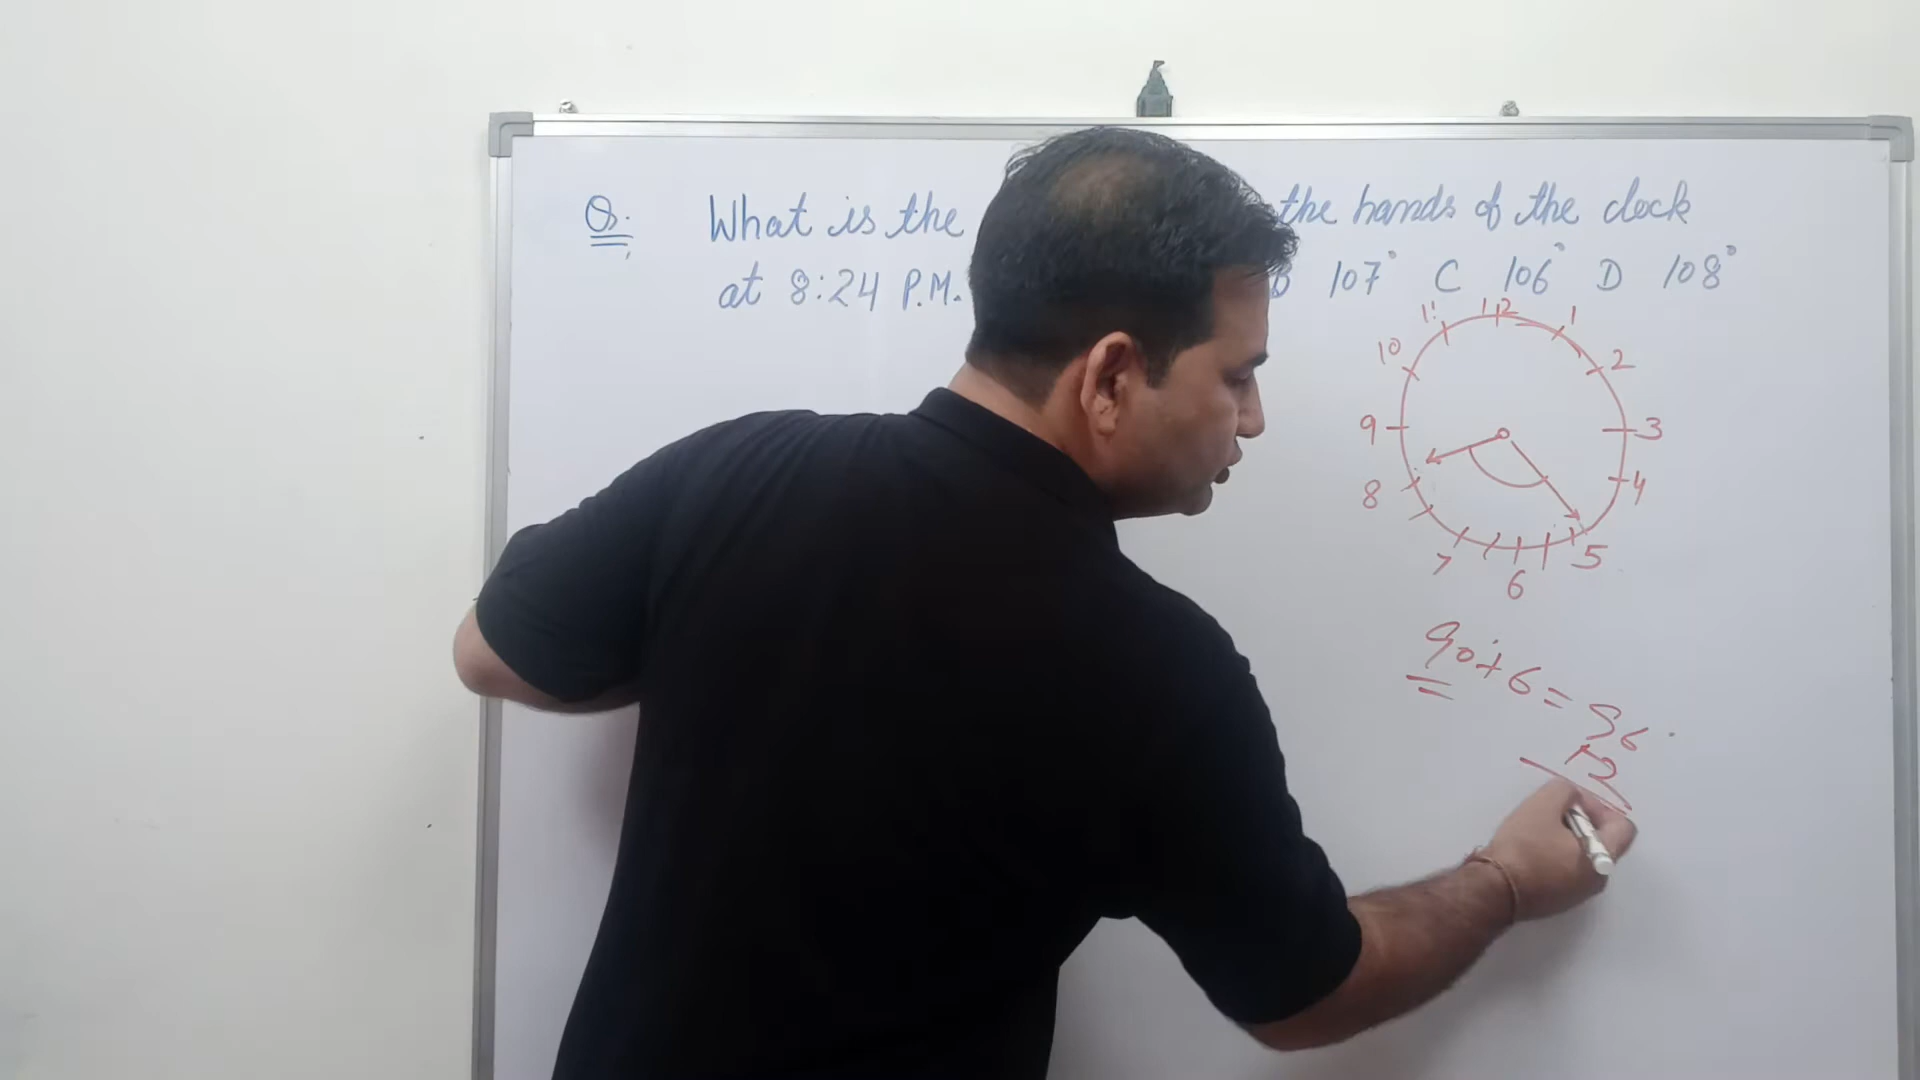 Q. What is the the hands of the clock
at 8:24 P.M. B 107° C 106° D 108°
11 12 1
10 2
9 3
8 4
7 6 5
90 + 6 = 96
12